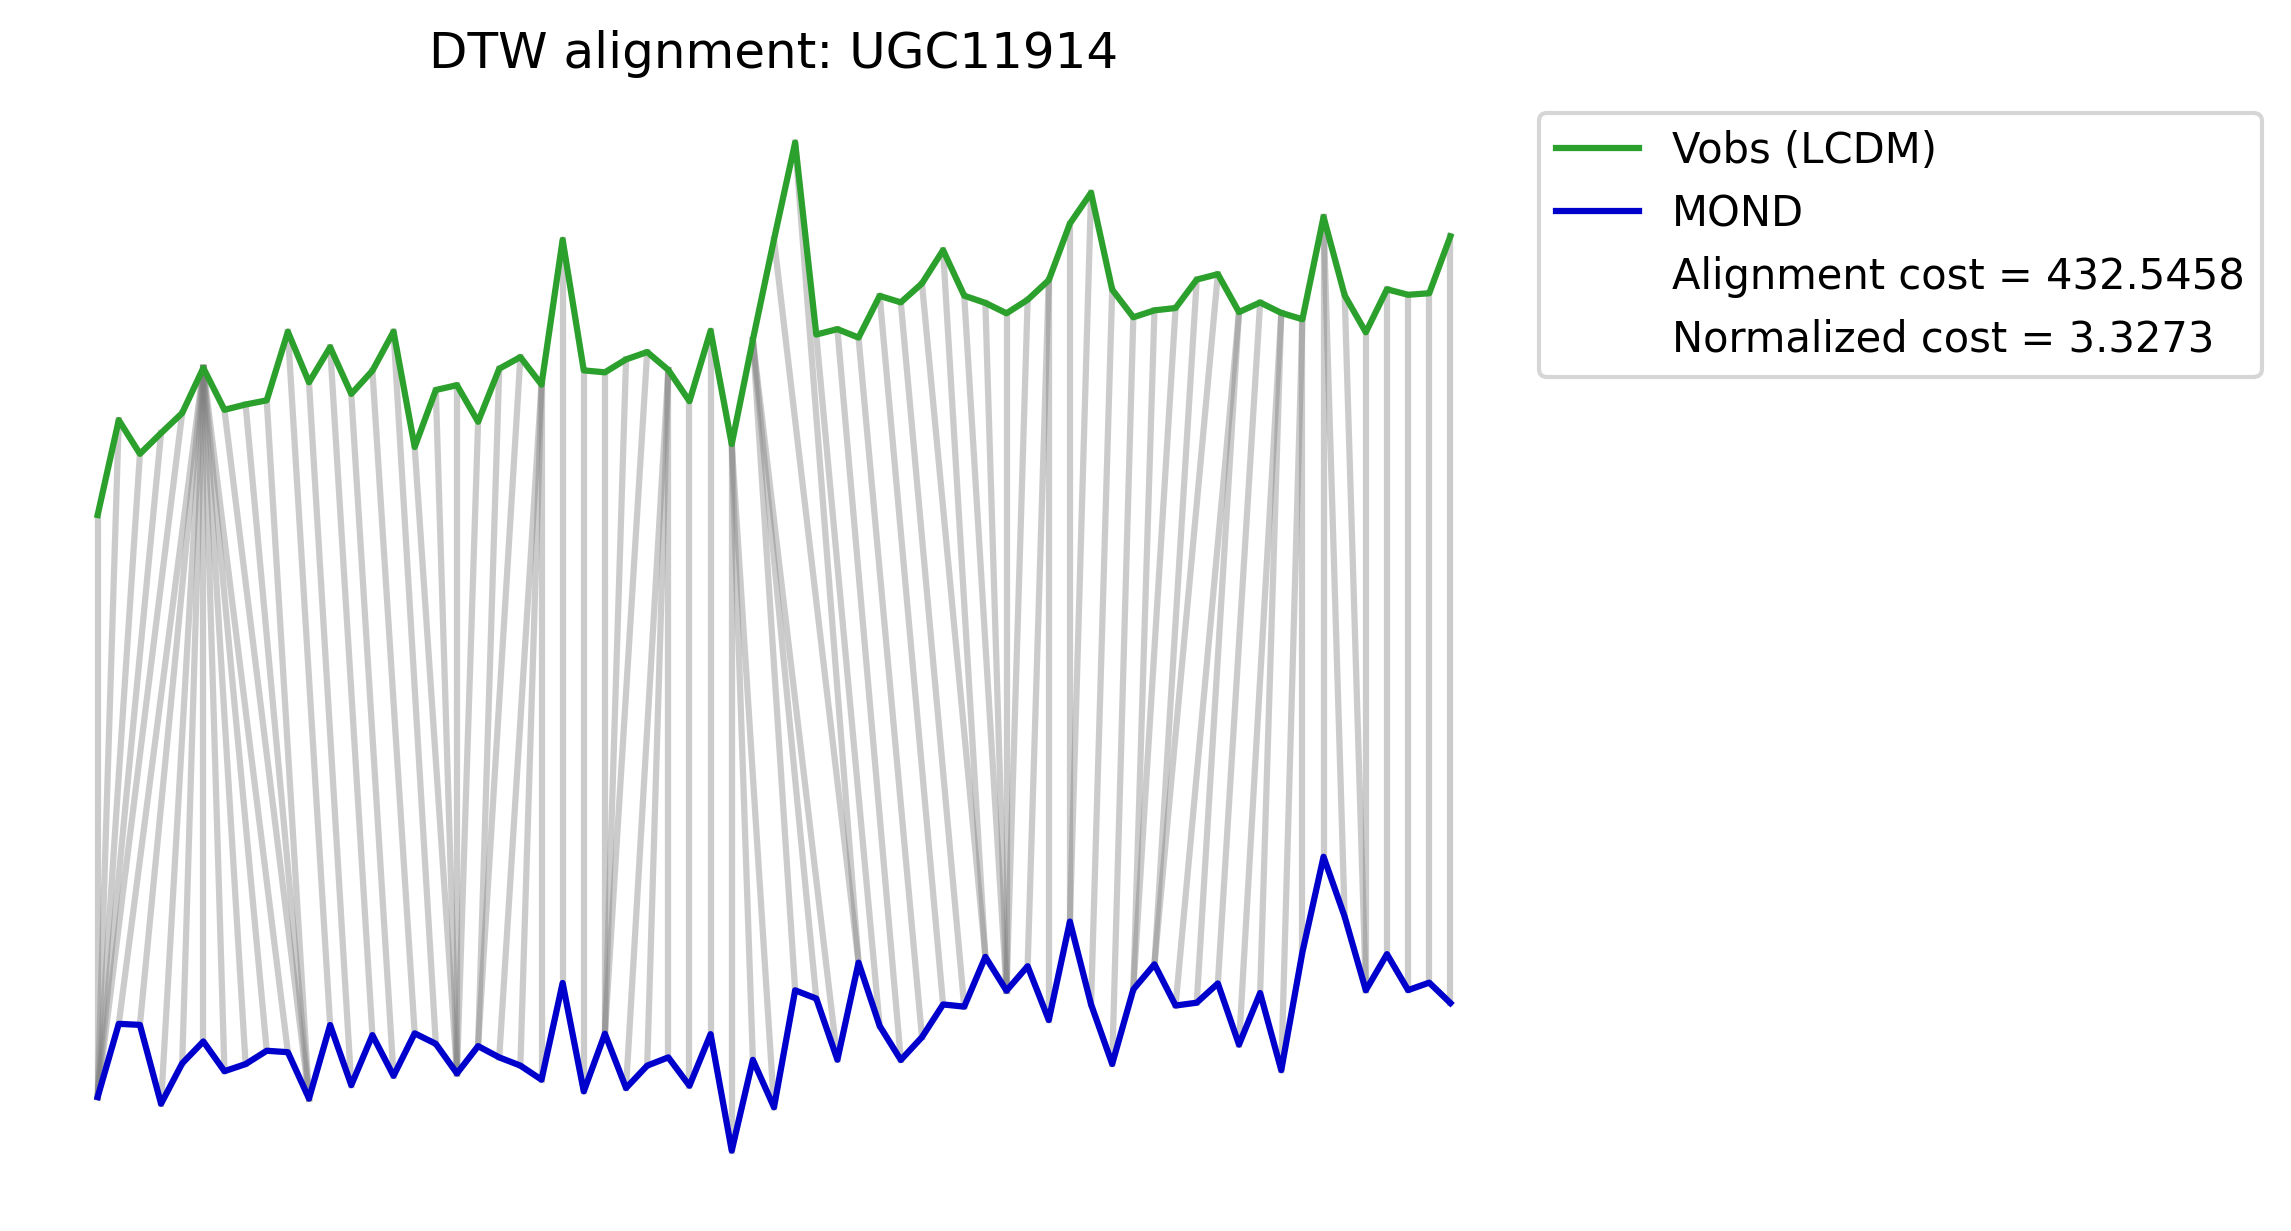 DTW alignment: UGC11914
Vobs (LCDM)
MOND
Alignment cost = 432.5458
Normalized cost = 3.3273